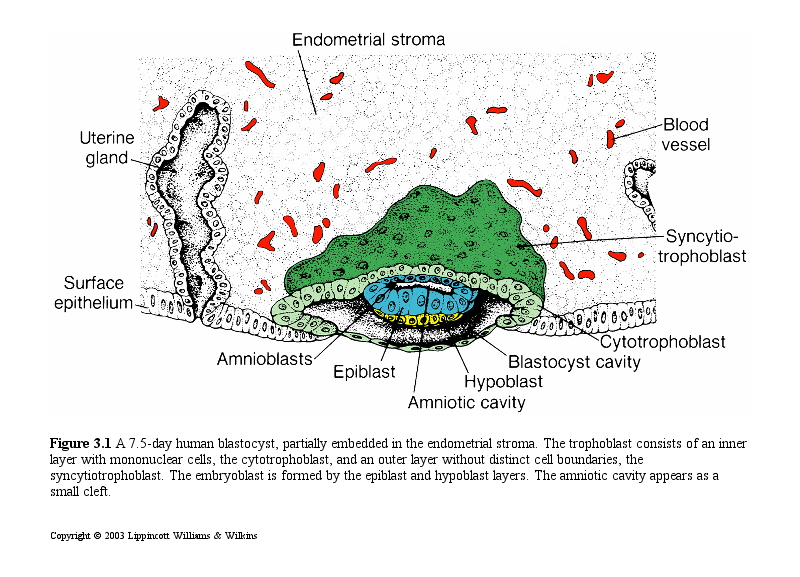 Endometrial stroma
Uterine
gland
Blood
vessel
Syncytio-
trophoblast
Surface
epithelium
Cytotrophoblast
Amnioblasts
Blastocyst cavity
Epiblast
Hypoblast
Amniotic cavity
Figure 3.1 A 7.5-day human blastocyst, partially embedded in the endometrial stroma. The trophoblast consists of an inner
layer with mononuclear cells, the cytotrophoblast, and an outer layer without distinct cell boundaries, the
syncytiotrophoblast. The embryoblast is formed by the epiblast and hypoblast layers. The amniotic cavity appears as a
small cleft.
Copyright © 2003 Lippincott Williams & Wilkins